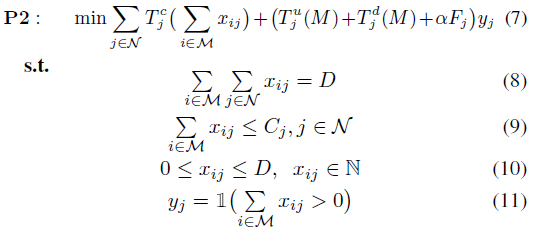 P2 : min ∑_{j∈𝒩} T_j^c( ∑_{i∈ℳ} x_{ij})+(T_j^u(M)+T_j^d(M)+αF_j)y_j (7)
s.t.
∑_{i∈ℳ} ∑_{j∈𝒩} x_{ij} = D (8)
∑_{i∈ℳ} x_{ij} ≤ C_j, j ∈ 𝒩 (9)
0 ≤ x_{ij} ≤ D, x_{ij} ∈ ℕ (10)
y_j = 𝟙( ∑_{i∈ℳ} x_{ij} > 0) (11)